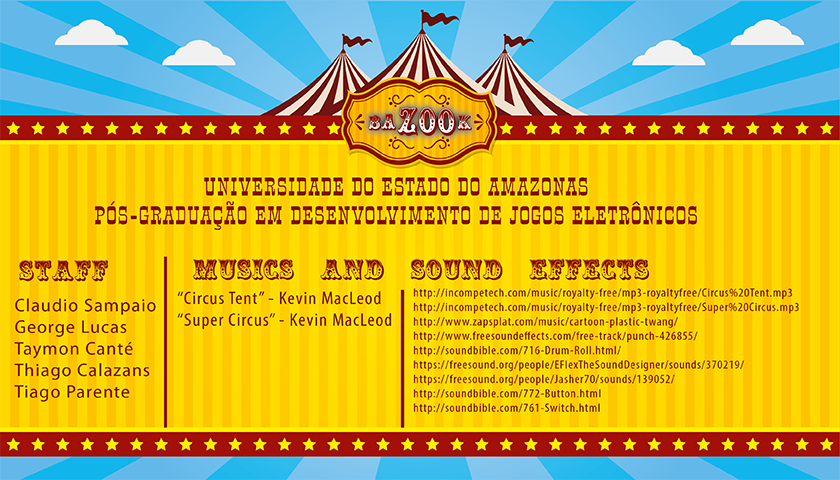 BAZOOK
UNIVERSIDADE DO ESTADO DO AMAZONAS
PÓS-GRADUAÇÃO EM DESENVOLVIMENTO DE JOGOS ELETRÔNICOS
STAFF
Claudio Sampaio
George Lucas
Taymon Canté
Thiago Calazans
Tiago Parente
MUSICS AND SOUND EFFECTS
“Circus Tent” - Kevin MacLeod
“Super Circus” - Kevin MacLeod
http://incompetech.com/music/royalty-free/mp3-royaltyfree/Circus%20Tent.mp3
http://incompetech.com/music/royalty-free/mp3-royaltyfree/Super%20Circus.mp3
http://www.zapsplat.com/music/cartoon-plastic-twang/
http://www.freesoundeffects.com/free-track/punch-426855/
http://soundbible.com/716-Drum-Roll.html/
https://freesound.org/people/EFlexTheSoundDesigner/sounds/370219/
https://freesound.org/people/Jasher70/sounds/139052/
http://soundbible.com/772-Button.html
http://soundbible.com/761-Switch.html